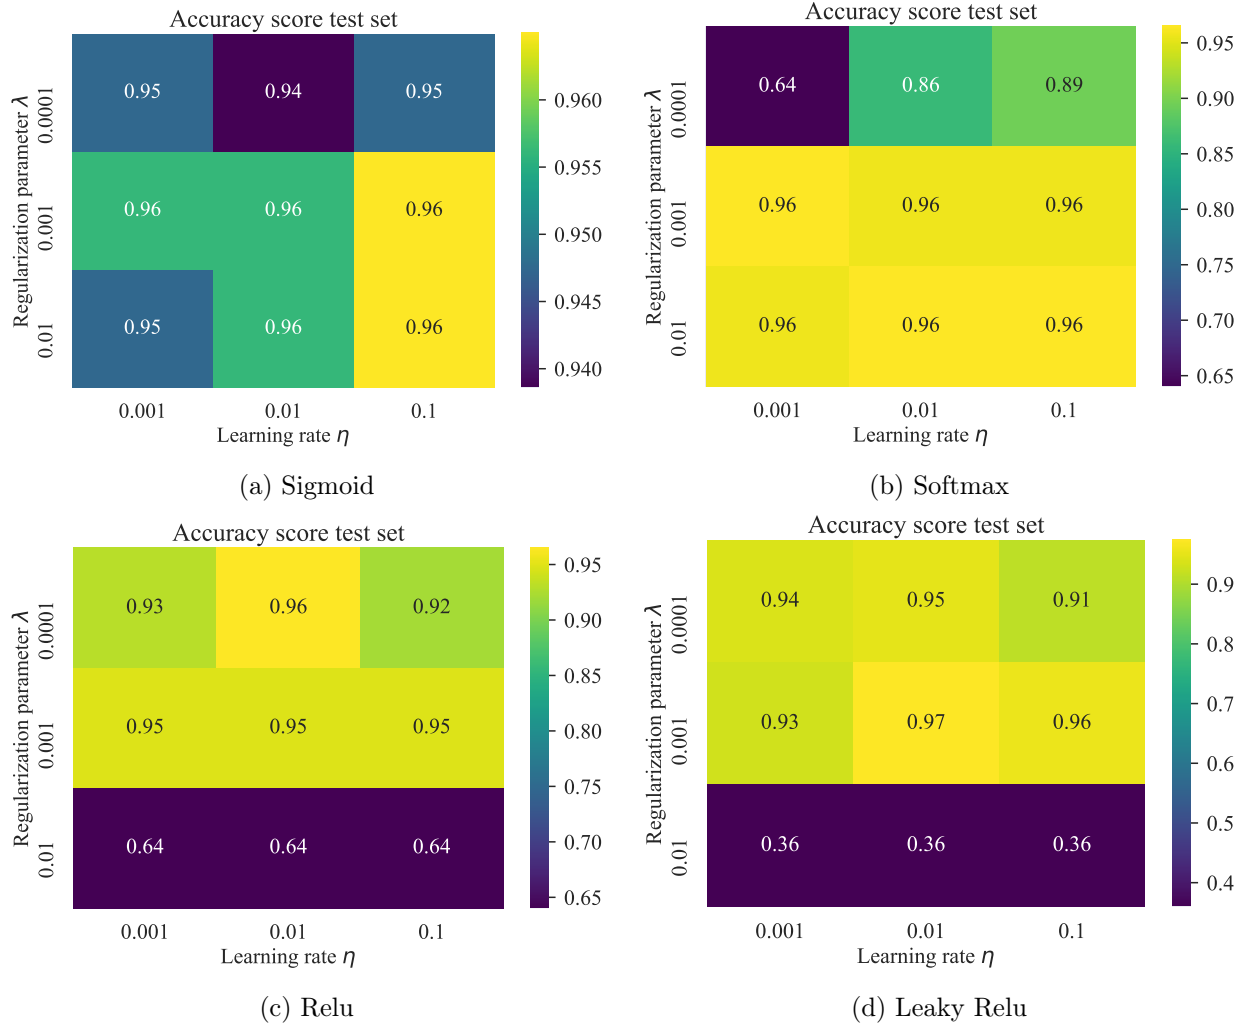 Accuracy score test set
Regularization parameter λ
0.0001
0.001
0.01
0.95 0.94 0.95
0.96 0.96 0.96
0.95 0.96 0.96
0.001 0.01 0.1
Learning rate η
0.960
0.955
0.950
0.945
0.940
(a) Sigmoid
Accuracy score test set
Regularization parameter λ
0.0001
0.001
0.01
0.64 0.86 0.89
0.96 0.96 0.96
0.96 0.96 0.96
0.001 0.01 0.1
Learning rate η
0.95
0.90
0.85
0.80
0.75
0.70
0.65
(b) Softmax
Accuracy score test set
Regularization parameter λ
0.0001
0.001
0.01
0.93 0.96 0.92
0.95 0.95 0.95
0.64 0.64 0.64
0.001 0.01 0.1
Learning rate η
0.95
0.90
0.85
0.80
0.75
0.70
0.65
(c) Relu
Accuracy score test set
Regularization parameter λ
0.0001
0.001
0.01
0.94 0.95 0.91
0.93 0.97 0.96
0.36 0.36 0.36
0.001 0.01 0.1
Learning rate η
0.9
0.8
0.7
0.6
0.5
0.4
(d) Leaky Relu